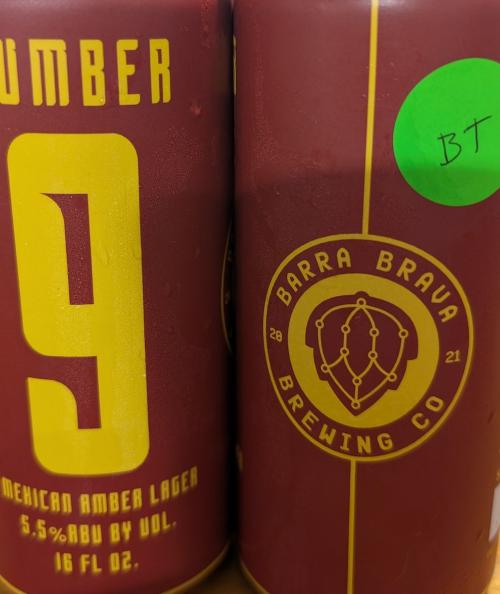 UMBER
9
MEXICAN AMBER LAGER
5.5%ABV BY VOL.
16 FL OZ.
BT
BARRA BRAVA
20 21
BREWING CO